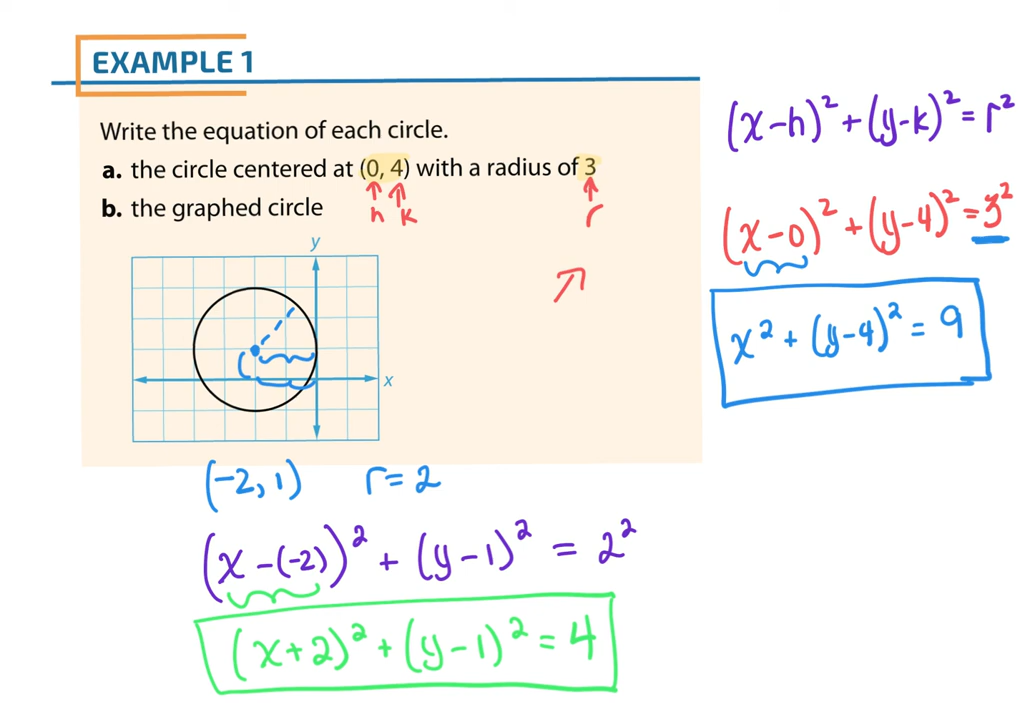 EXAMPLE 1
Write the equation of each circle.
a. the circle centered at (0, 4) with a radius of 3
b. the graphed circle
h k
r
y
x
(x-h)² + (y-k)² = r²
(x-0)² + (y-4)² = 3²
x² + (y-4)² = 9
(-2, 1) r = 2
(x-(-2))² + (y-1)² = 2²
(x+2)² + (y-1)² = 4